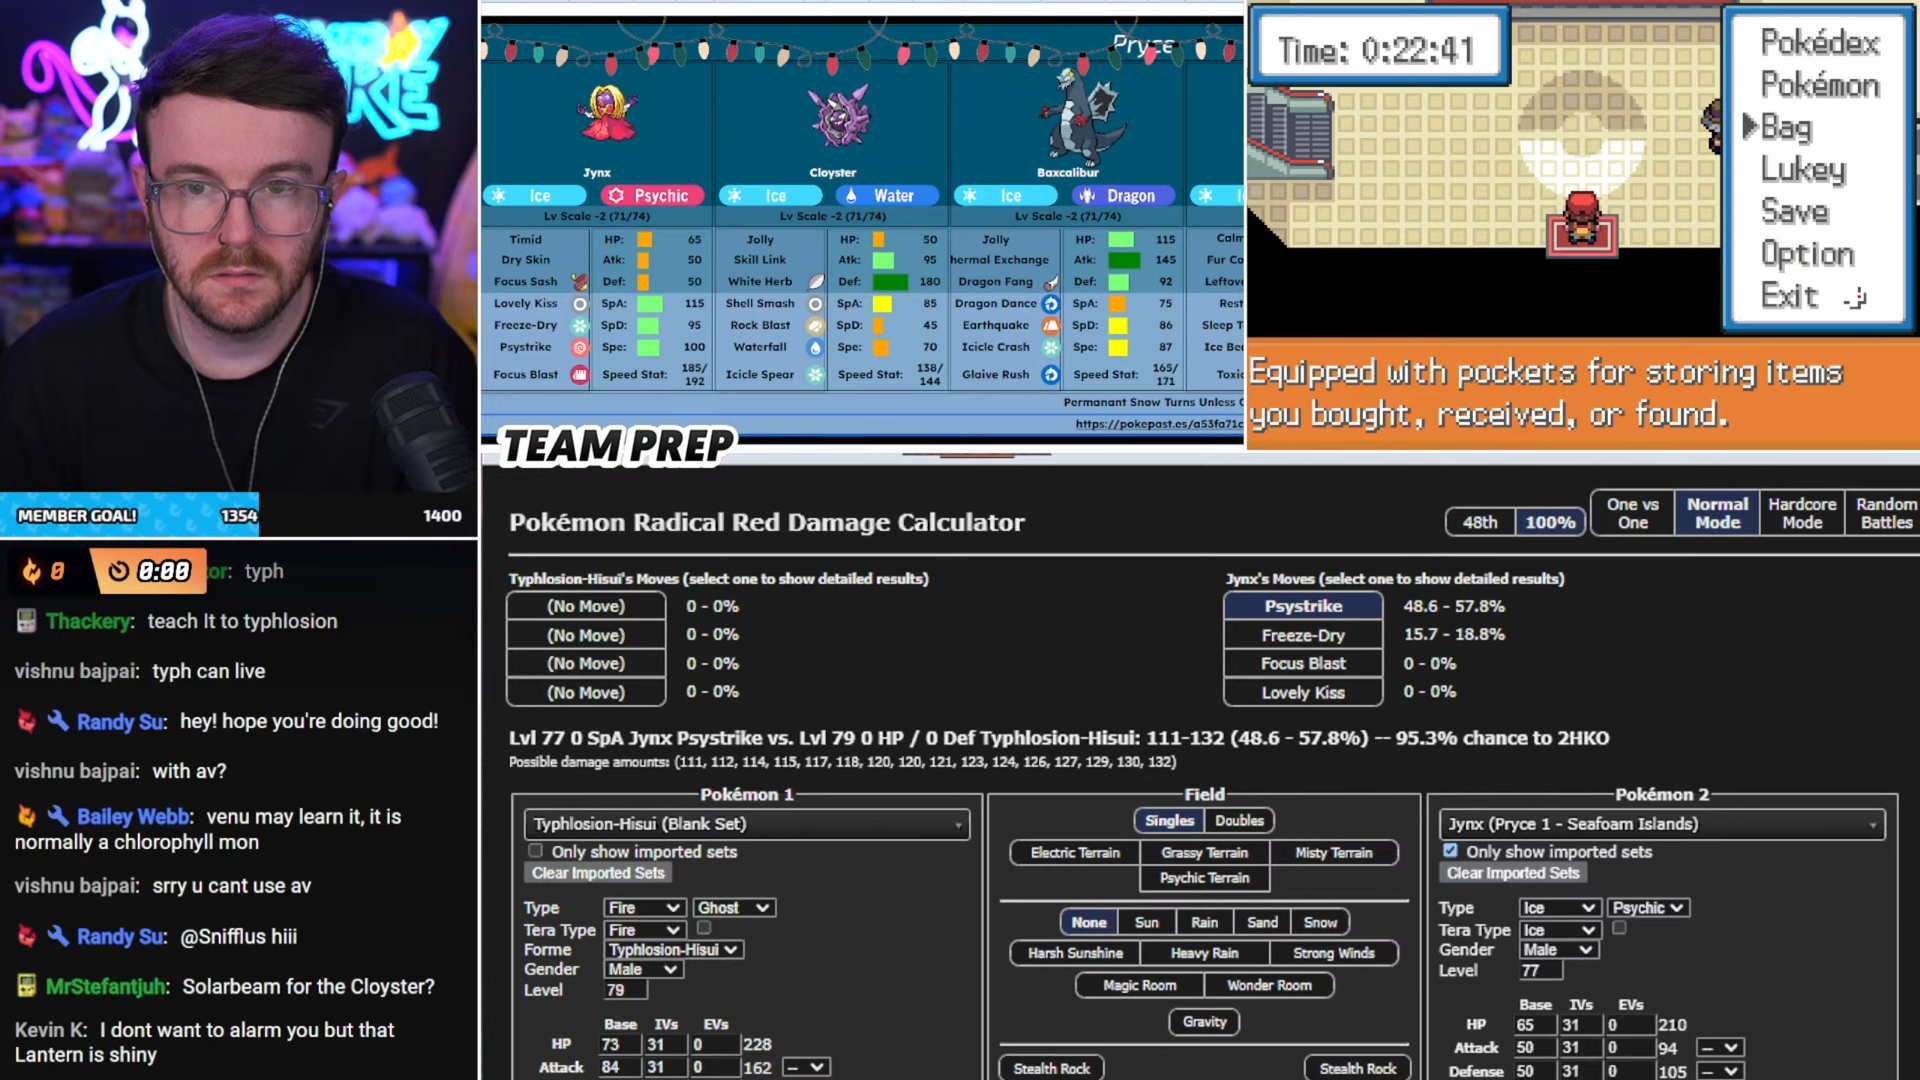 Pryce
Jynx
Cloyster
Baxcalibur
Ice
Psychic
Ice
Water
Ice
Dragon
Lv Scale -2 (71/74)
Lv Scale -2 (71/74)
Lv Scale -2 (71/74)
Timid
HP: 65
Jolly
HP: 50
Jolly
HP: 115
Calm
Dry Skin
Atk: 50
Skill Link
Atk: 95
hermal Exchange
Atk: 145
Fur Co
Focus Sash
Def: 50
White Herb
Def: 180
Dragon Fang
Def: 92
Leftov
Lovely Kiss
SpA: 115
Shell Smash
SpA: 85
Dragon Dance
SpA: 75
Rest
Freeze-Dry
SpD: 95
Rock Blast
SpD: 45
Earthquake
SpD: 86
Sleep T
Psystrike
Spe: 100
Waterfall
Spe: 70
Icicle Crash
Spe: 87
Ice Be
Focus Blast
Speed Stat: 185/192
Icicle Spear
Speed Stat: 138/144
Glaive Rush
Speed Stat: 165/171
Toxi
Permanant Snow Turns Unless C
https://pokepast.es/a53fa71c
TEAM PREP
Time: 0:22:41
Pokédex
Pokémon
Bag
Lukey
Save
Option
Exit
Equipped with pockets for storing items
you bought, received, or found.
MEMBER GOAL! 1354 1400
0 0:00 or: typh
Thackery: teach It to typhlosion
vishnu bajpai: typh can live
Randy Su: hey! hope you're doing good!
vishnu bajpai: with av?
Bailey Webb: venu may learn it, it is
normally a chlorophyll mon
vishnu bajpai: srry u cant use av
Randy Su: @Snifflus hiii
MrStefantjuh: Solarbeam for the Cloyster?
Kevin K: I dont want to alarm you but that
Lantern is shiny
Pokémon Radical Red Damage Calculator
48th 100%
One vs One
Normal Mode
Hardcore Mode
Random Battles
Typhlosion-Hisui's Moves (select one to show detailed results)
(No Move) 0 - 0%
(No Move) 0 - 0%
(No Move) 0 - 0%
(No Move) 0 - 0%
Jynx's Moves (select one to show detailed results)
Psystrike 48.6 - 57.8%
Freeze-Dry 15.7 - 18.8%
Focus Blast 0 - 0%
Lovely Kiss 0 - 0%
Lvl 77 0 SpA Jynx Psystrike vs. Lvl 79 0 HP / 0 Def Typhlosion-Hisui: 111-132 (48.6 - 57.8%) -- 95.3% chance to 2HKO
Possible damage amounts: (111, 112, 114, 115, 117, 118, 120, 120, 121, 123, 124, 126, 127, 129, 130, 132)
Pokémon 1
Typhlosion-Hisui (Blank Set)
Only show imported sets
Clear Imported Sets
Type Fire Ghost
Tera Type Fire
Forme Typhlosion-Hisui
Gender Male
Level 79
Base IVs EVs
HP 73 31 0 228
Attack 84 31 0 162 --
Field
Singles Doubles
Electric Terrain Grassy Terrain Misty Terrain
Psychic Terrain
None Sun Rain Sand Snow
Harsh Sunshine Heavy Rain Strong Winds
Magic Room Wonder Room
Gravity
Stealth Rock Stealth Rock
Pokémon 2
Jynx (Pryce 1 - Seafoam Islands)
Only show imported sets
Clear Imported Sets
Type Ice Psychic
Tera Type Ice
Gender Male
Level 77
Base IVs EVs
HP 65 31 0 210
Attack 50 31 0 94 --
Defense 50 31 0 105 --